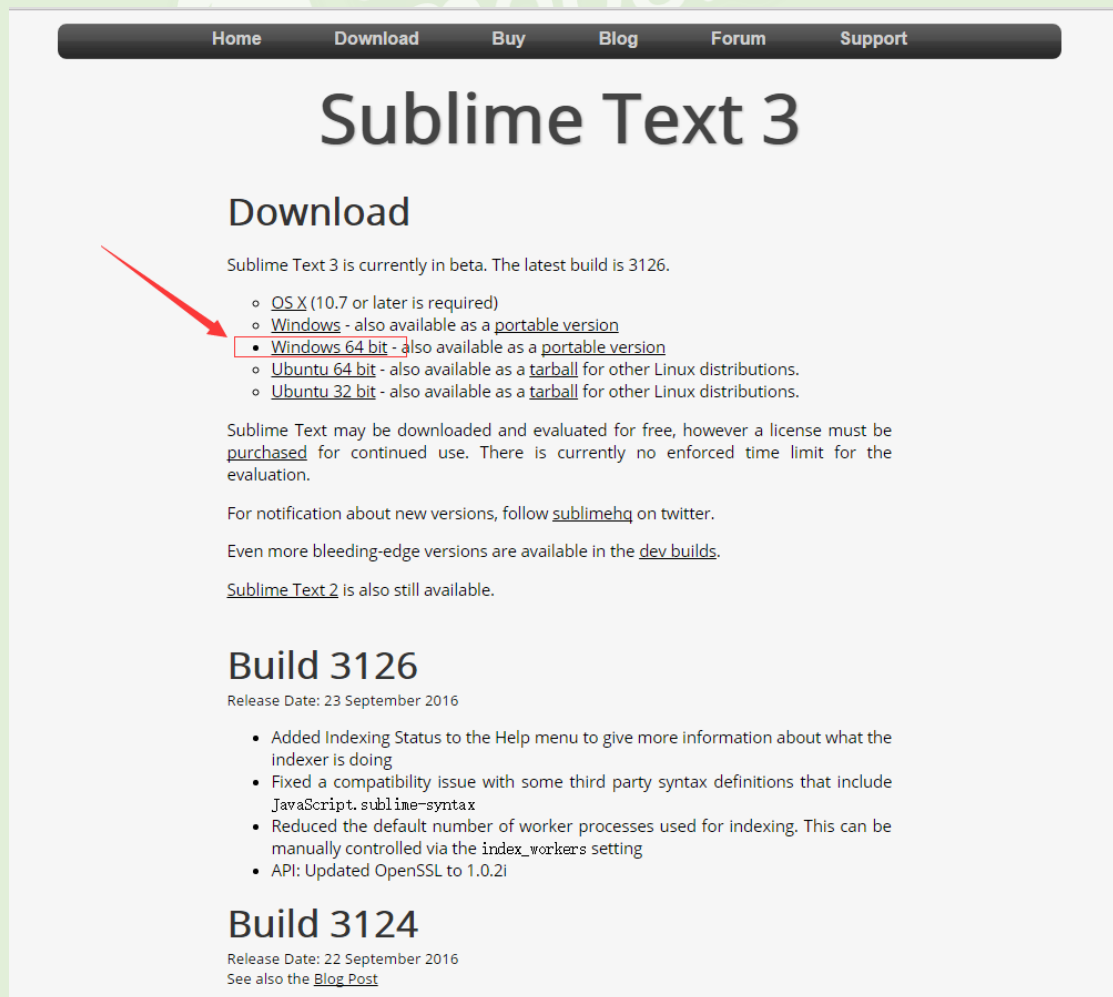 Home Download Buy Blog Forum Support
Sublime Text 3
Download
Sublime Text 3 is currently in beta. The latest build is 3126.
OS X (10.7 or later is required)
Windows - also available as a portable version
Windows 64 bit - also available as a portable version
Ubuntu 64 bit - also available as a tarball for other Linux distributions.
Ubuntu 32 bit - also available as a tarball for other Linux distributions.
Sublime Text may be downloaded and evaluated for free, however a license must be
purchased for continued use. There is currently no enforced time limit for the
evaluation.
For notification about new versions, follow sublimehq on twitter.
Even more bleeding-edge versions are available in the dev builds.
Sublime Text 2 is also still available.
Build 3126
Release Date: 23 September 2016
Added Indexing Status to the Help menu to give more information about what the
indexer is doing
Fixed a compatibility issue with some third party syntax definitions that include
JavaScript.sublime-syntax
Reduced the default number of worker processes used for indexing. This can be
manually controlled via the index_workers setting
API: Updated OpenSSL to 1.0.2i
Build 3124
Release Date: 22 September 2016
See also the Blog Post